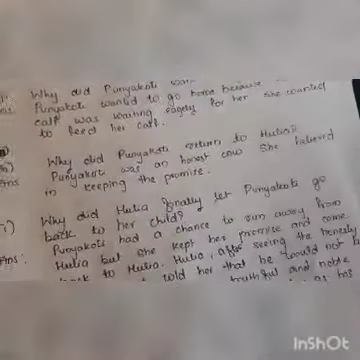 Why did Punyakoti want
Punyakoti wanted to go home because
calf was waiting eagerly for her she wanted
to feed her calf.
Why did Punyakoti return to Hulia?
Ans Punyakoti was an honest cow She believed
in keeping the promise.
Why did Hulia finally let Punyakoti go
back to her child?
Ans: Punyakoti had a chance to run away from
Hulia but she kept her promise and came
back to Hulia. Hulia, after seeing the honesty
told her that he would not
truthful and noble
as his
InShOt